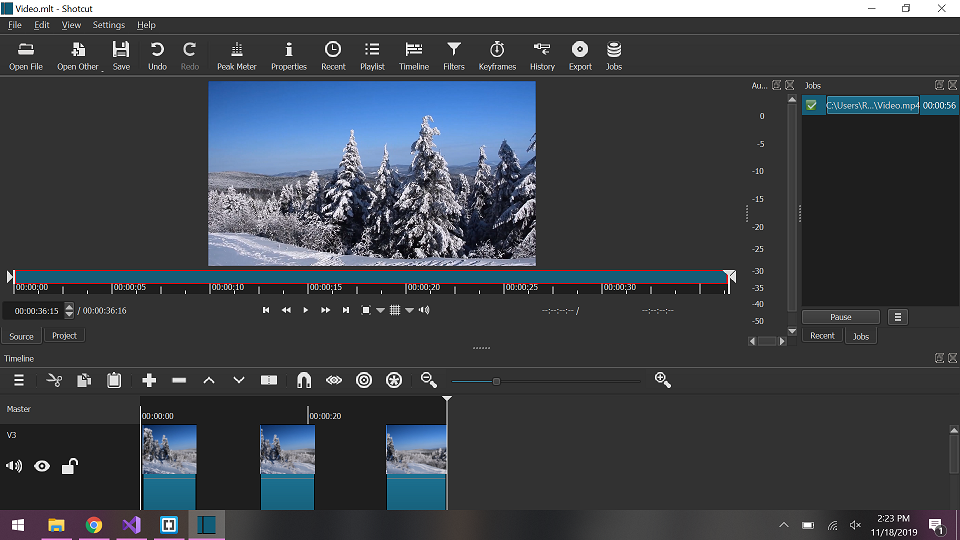 Video.mlt - Shotcut
File Edit View Settings Help
Open File Open Other Save Undo Redo Peak Meter Properties Recent Playlist Timeline Filters Keyframes History Export Jobs
Au...
0
-5
-10
-15
-20
-25
-30
-35
-40
-50
Jobs
C:\Users\R...\Video.mp4 00:00:56
Pause
Recent Jobs
00:00:00 00:00:05 00:00:10 00:00:15 00:00:20 00:00:25 00:00:30
00:00:36:15 / 00:00:36:16 --:--:--:-- / --:--:--:--
Source Project
Timeline
Master
00:00:00 00:00:20
V3
2:23 PM
11/18/2019
1